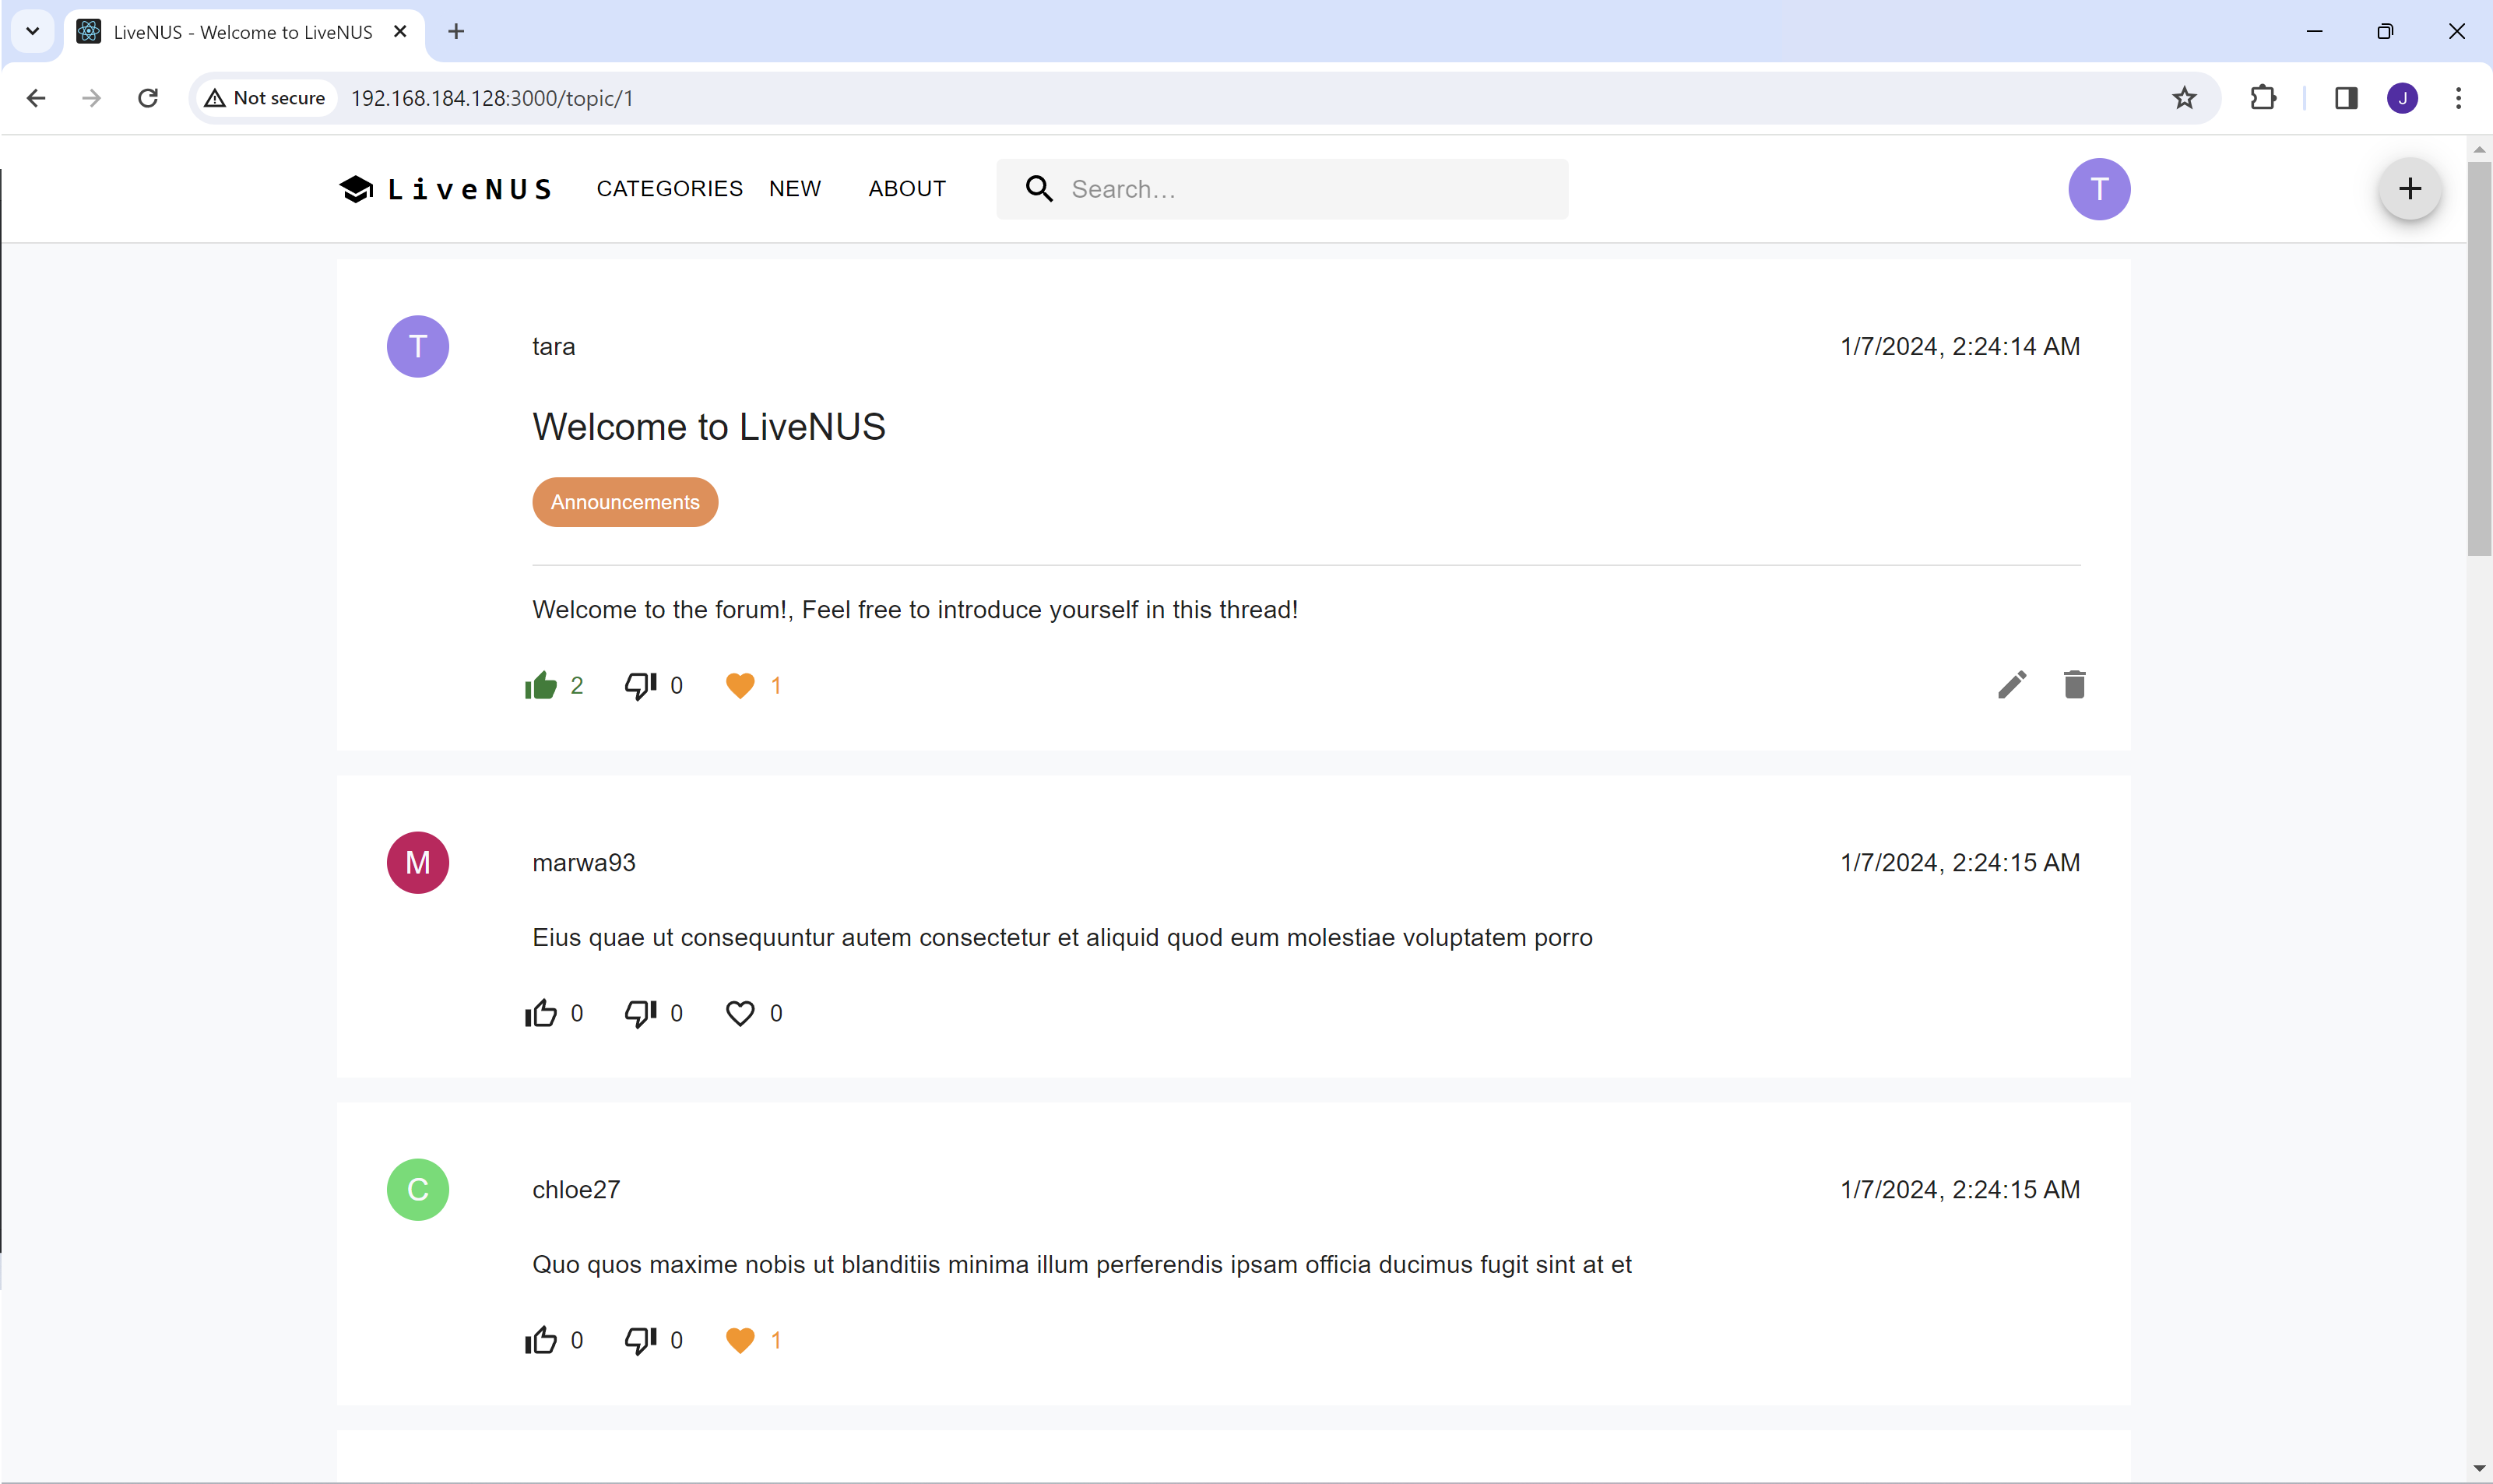 LiveNUS - Welcome to LiveNUS
Not secure 192.168.184.128:3000/topic/1
J
LiveNUS CATEGORIES NEW ABOUT Search... T +
T tara 1/7/2024, 2:24:14 AM
Welcome to LiveNUS
Announcements
Welcome to the forum!, Feel free to introduce yourself in this thread!
2 0 1
M marwa93 1/7/2024, 2:24:15 AM
Eius quae ut consequuntur autem consectetur et aliquid quod eum molestiae voluptatem porro
0 0 0
C chloe27 1/7/2024, 2:24:15 AM
Quo quos maxime nobis ut blanditiis minima illum perferendis ipsam officia ducimus fugit sint at et
0 0 1